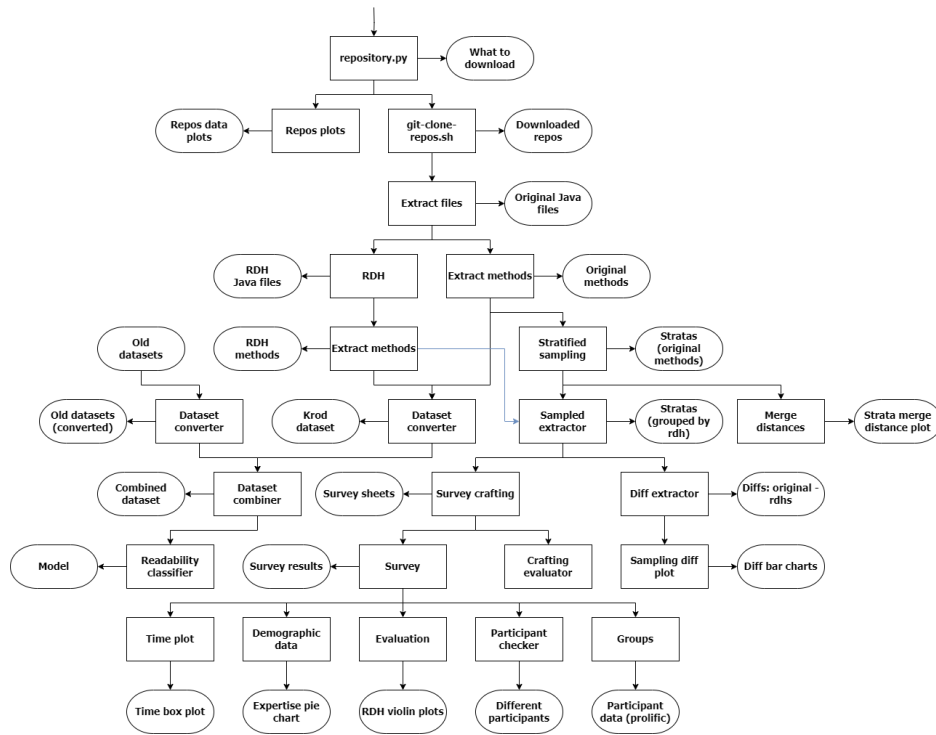 repository.py
What to
download
Repos data
plots
Repos plots
git-clone-
repos.sh
Downloaded
repos
Extract files
Original Java
files
RDH
Java files
RDH
Extract methods
Original
methods
Old
datasets
RDH
methods
Extract methods
Stratified
sampling
Stratas
(original
methods)
Old datasets
(converted)
Dataset
converter
Krod
dataset
Dataset
converter
Sampled
extractor
Stratas
(grouped by
rdh)
Merge
distances
Strata merge
distance plot
Combined
dataset
Dataset
combiner
Survey sheets
Survey crafting
Diff extractor
Diffs: original -
rdhs
Model
Readability
classifier
Survey results
Survey
Crafting
evaluator
Sampling diff
plot
Diff bar charts
Time plot
Demographic
data
Evaluation
Participant
checker
Groups
Time box plot
Expertise pie
chart
RDH violin plots
Different
participants
Participant
data (prolific)